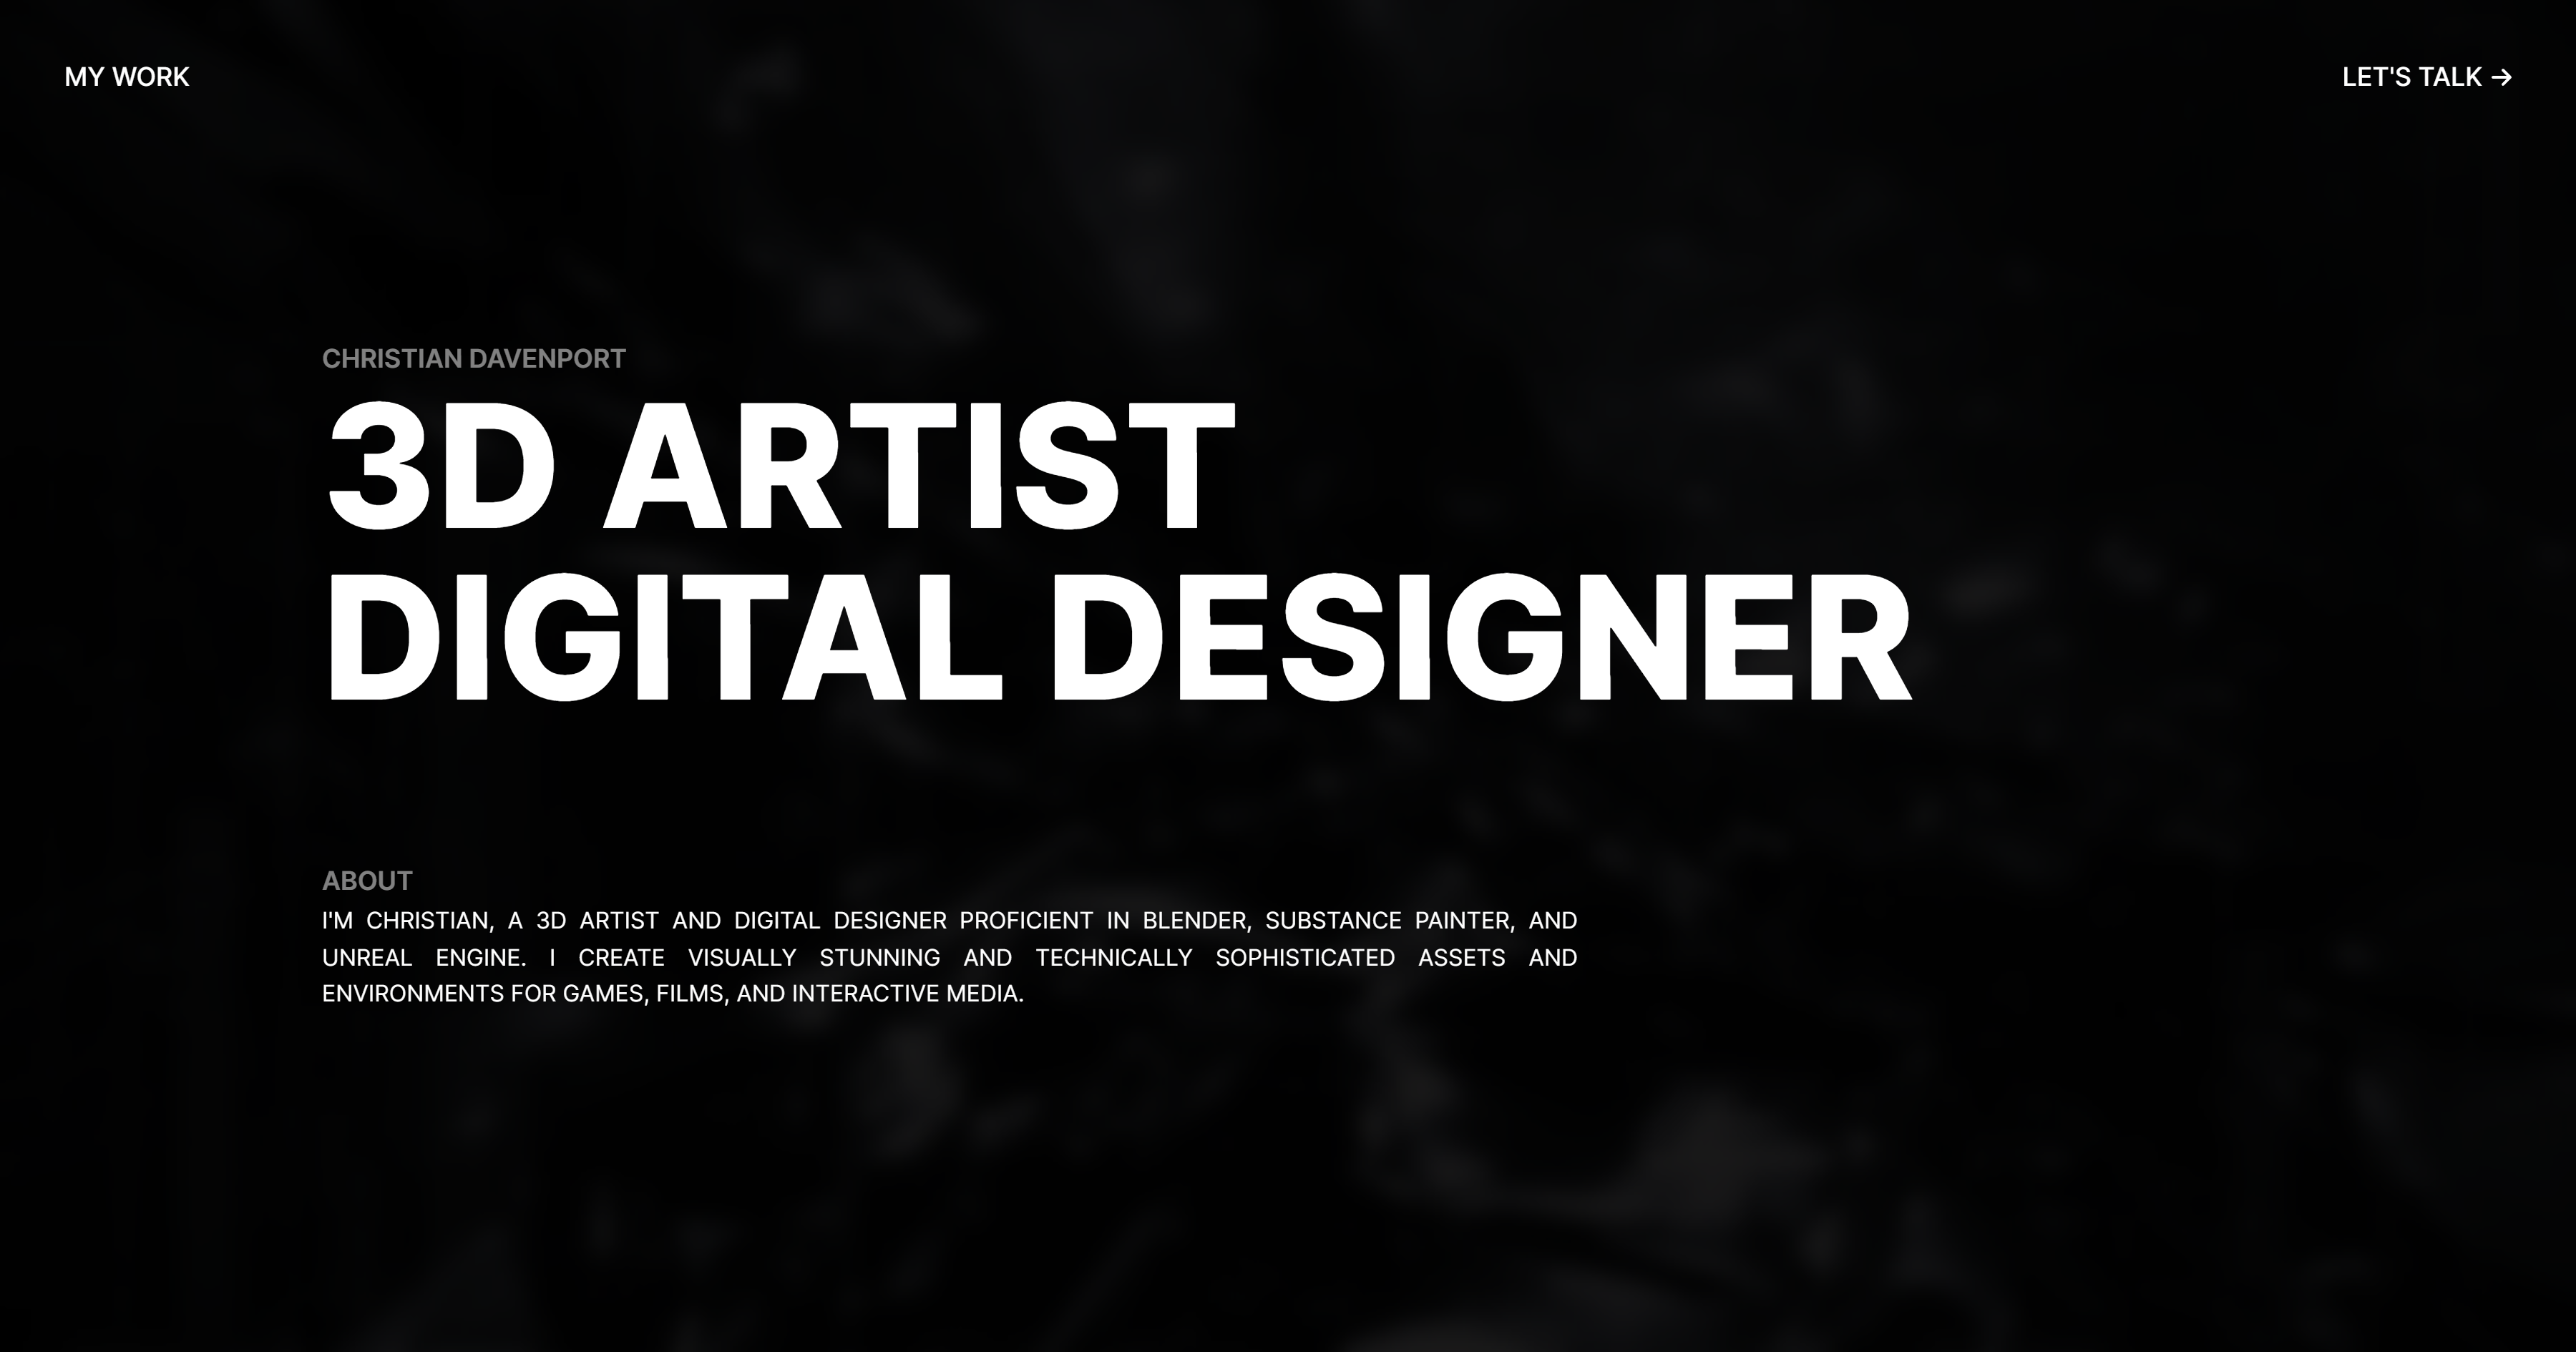 MY WORK
LET'S TALK →
CHRISTIAN DAVENPORT
3D ARTIST
DIGITAL DESIGNER
ABOUT
I'M CHRISTIAN, A 3D ARTIST AND DIGITAL DESIGNER PROFICIENT IN BLENDER, SUBSTANCE PAINTER, AND
UNREAL ENGINE. I CREATE VISUALLY STUNNING AND TECHNICALLY SOPHISTICATED ASSETS AND
ENVIRONMENTS FOR GAMES, FILMS, AND INTERACTIVE MEDIA.